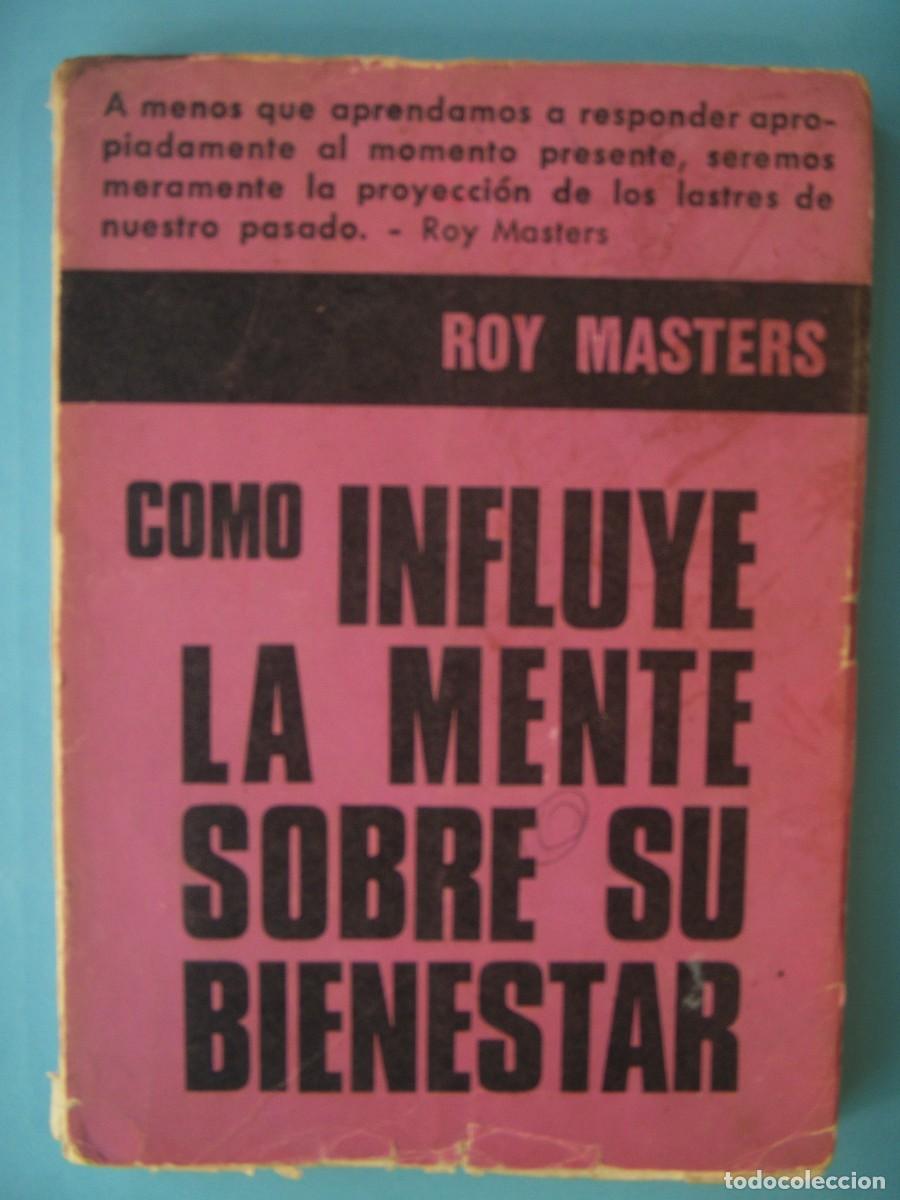 A menos que aprendamos a responder apro-
piadamente al momento presente, seremos
meramente la proyección de los lastres de
nuestro pasado. - Roy Masters
ROY MASTERS
COMO INFLUYE
LA MENTE
SOBRE SU
BIENESTAR
todocoleccion